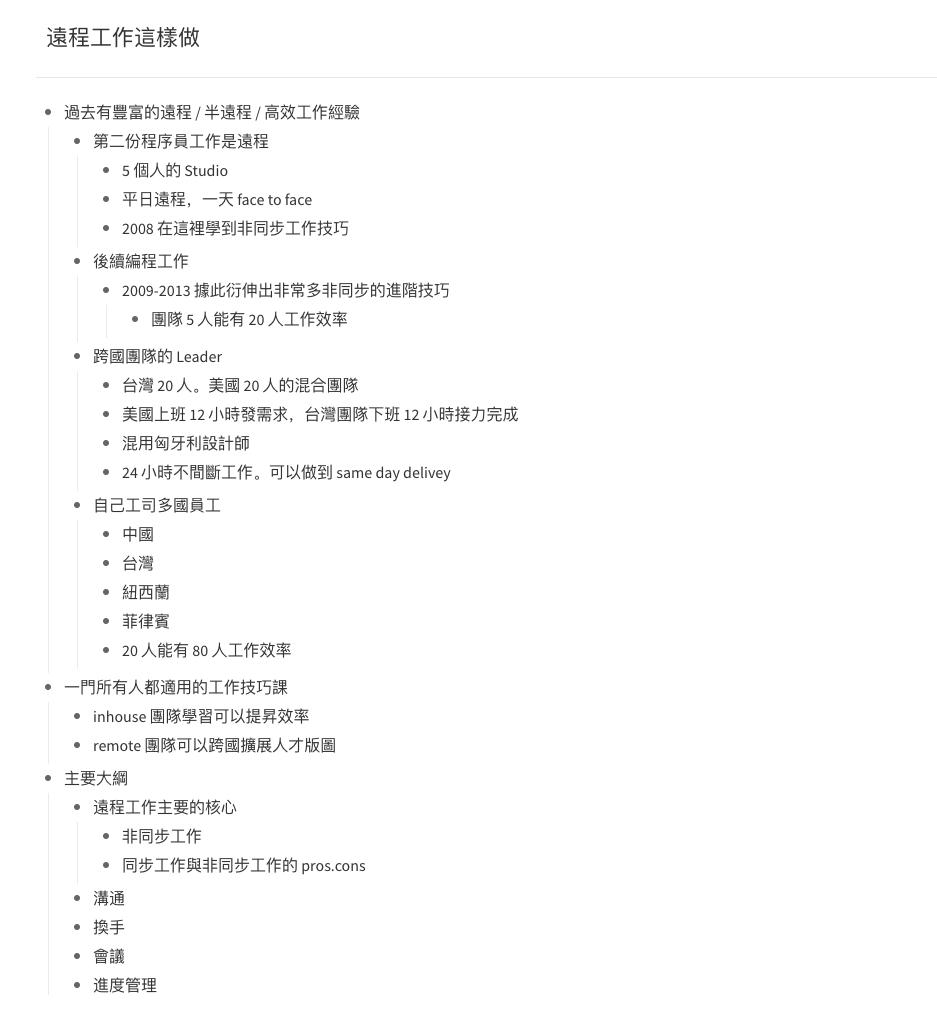 遠程工作這樣做
過去有豐富的遠程 / 半遠程 / 高效工作經驗
第二份程序員工作是遠程
5 個人的 Studio
平日遠程，一天 face to face
2008 在這裡學到非同步工作技巧
後續編程工作
2009-2013 據此衍伸出非常多非同步的進階技巧
團隊 5 人能有 20 人工作效率
跨國團隊的 Leader
台灣 20 人。美國 20 人的混合團隊
美國上班 12 小時發需求，台灣團隊下班 12 小時接力完成
混用匈牙利設計師
24 小時不間斷工作。可以做到 same day delivey
自己工司多國員工
中國
台灣
紐西蘭
菲律賓
20 人能有 80 人工作效率
一門所有人都適用的工作技巧課
inhouse 團隊學習可以提昇效率
remote 團隊可以跨國擴展人才版圖
主要大綱
遠程工作主要的核心
非同步工作
同步工作與非同步工作的 pros.cons
溝通
換手
會議
進度管理